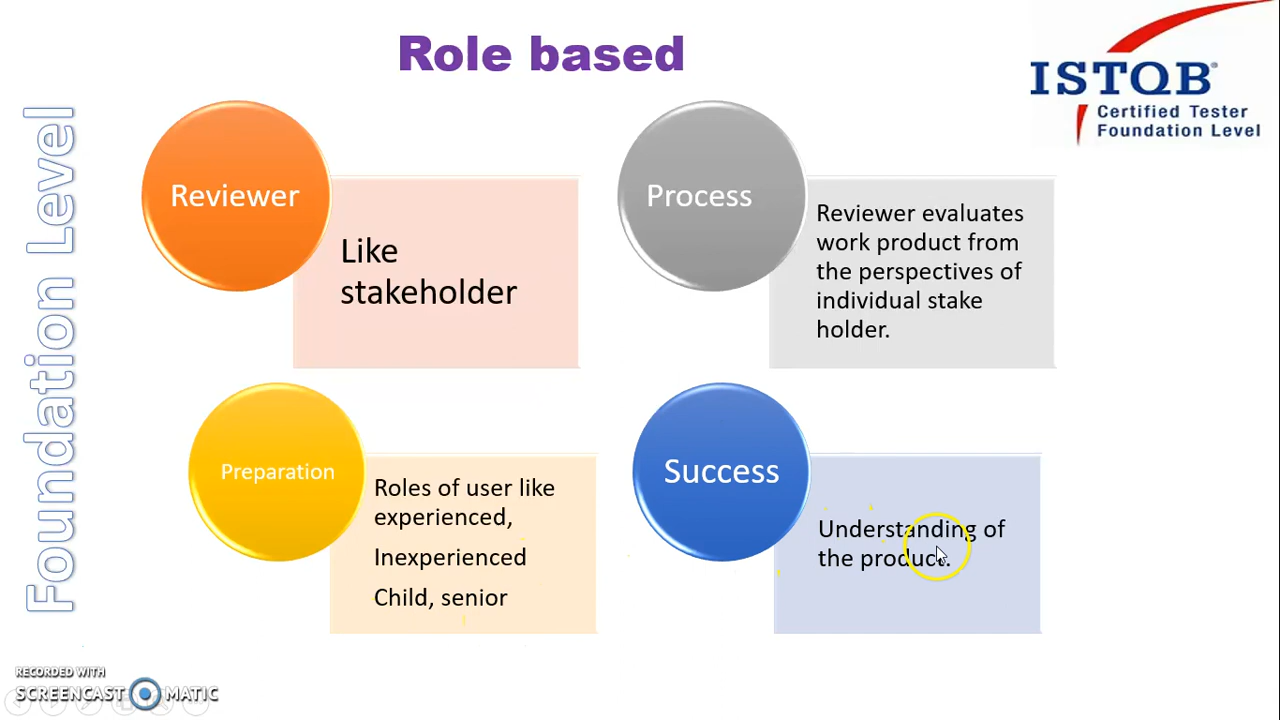 Role based
ISTQB®
Certified Tester
Foundation Level
Foundation Level
Reviewer
Like
stakeholder
Process
Reviewer evaluates
work product from
the perspectives of
individual stake
holder.
Preparation
Roles of user like
experienced,
Inexperienced
Child, senior
Success
Understanding of
the product.
RECORDED WITH
SCREENCAST MATIC